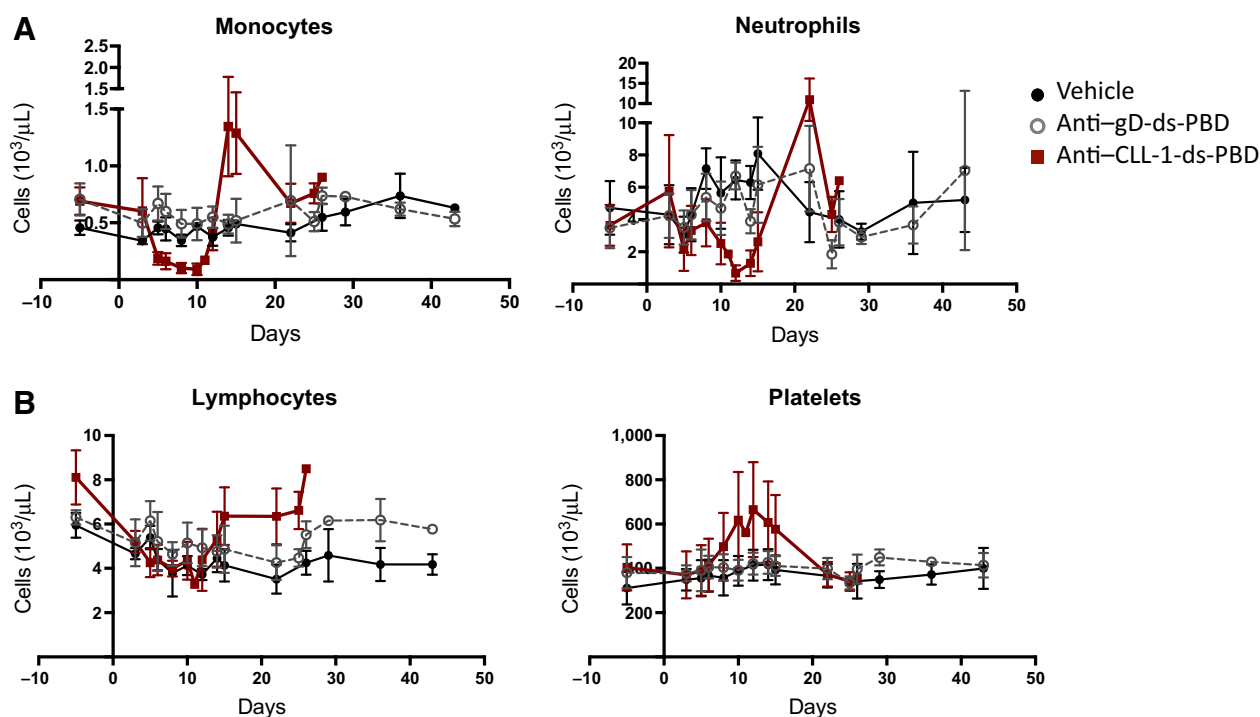 A
Monocytes
Cells (10³/µL)
2.5
2.0
1.5
1.5
1.0
0.5
–10 0 10 20 30 40 50
Days
Neutrophils
Cells (10³/µL)
20
15
10
10
8
6
4
2
–10 0 10 20 30 40 50
Days
Vehicle
Anti–gD-ds-PBD
Anti–CLL-1-ds-PBD
B
Lymphocytes
Cells (10³/µL)
10
8
6
4
2
–10 0 10 20 30 40 50
Days
Platelets
Cells (10³/µL)
1,000
800
600
400
200
–10 0 10 20 30 40 50
Days